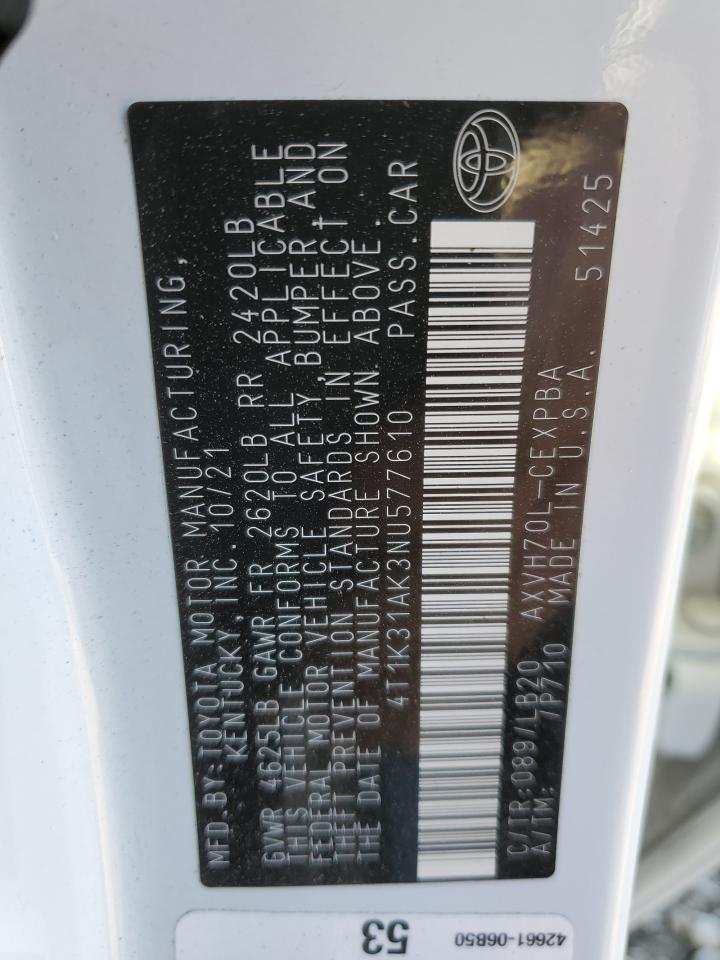 MFD.BY:TOYOTA MOTOR MANUFACTURING,
KENTUCKY, INC. 10/21
GVWR 4625LB GAWR FR 2620LB RR 2420LB
THIS VEHICLE CONFORMS TO ALL APPLICABLE
FEDERAL MOTOR VEHICLE SAFETY, BUMPER AND
THEFT PREVENTION STANDARDS IN EFFECT ON
THE DATE OF MANUFACTURE SHOWN ABOVE.
4T1K31AK3NU577610 PASS.CAR
C/TR:089/LB20 AXVH70L-CEXPBA
A/TM: /P710 MADE IN U.S.A. 51425
53
42661-06B50